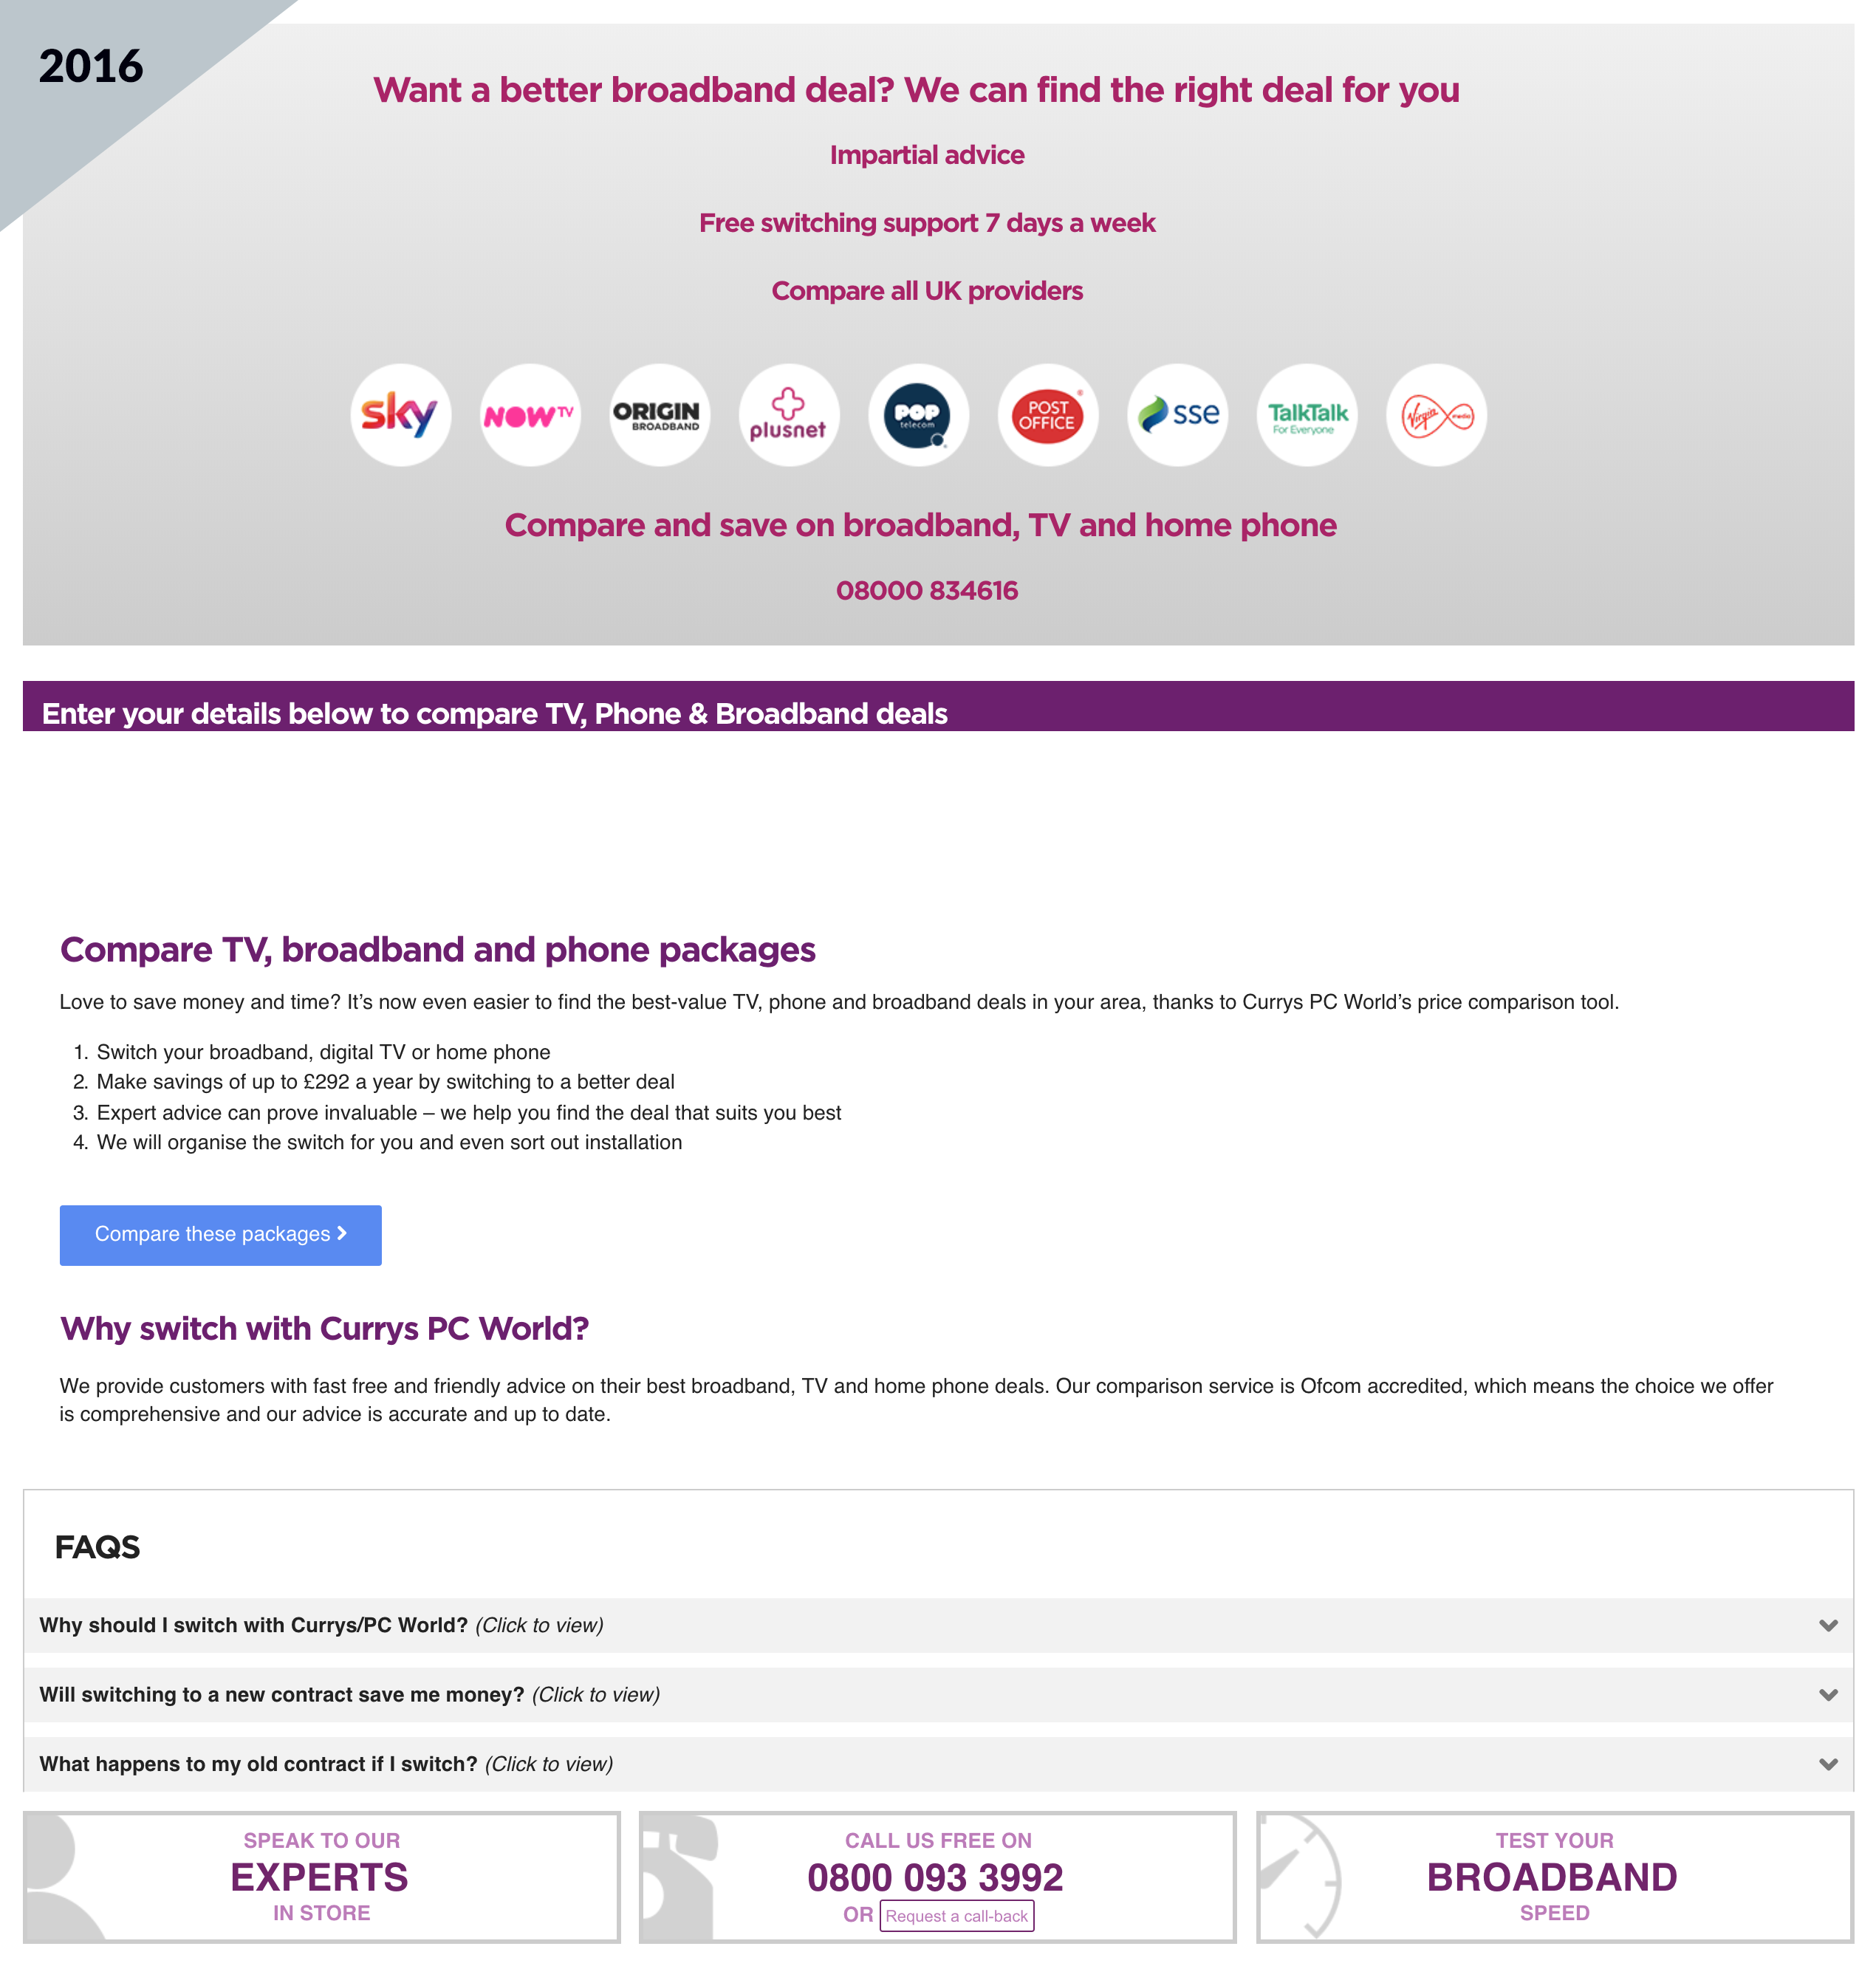 2016
Want a better broadband deal? We can find the right deal for you
Impartial advice
Free switching support 7 days a week
Compare all UK providers
sky
NOWTV
ORIGIN
BROADBAND
plusnet
POP
telecom
POST
OFFICE
sse
TalkTalk
For Everyone
Virgin
media
Compare and save on broadband, TV and home phone
08000 834616
Enter your details below to compare TV, Phone & Broadband deals
Compare TV, broadband and phone packages
Love to save money and time? It’s now even easier to find the best-value TV, phone and broadband deals in your area, thanks to Currys PC World’s price comparison tool.
1. Switch your broadband, digital TV or home phone
2. Make savings of up to £292 a year by switching to a better deal
3. Expert advice can prove invaluable – we help you find the deal that suits you best
4. We will organise the switch for you and even sort out installation
Compare these packages
Why switch with Currys PC World?
We provide customers with fast free and friendly advice on their best broadband, TV and home phone deals. Our comparison service is Ofcom accredited, which means the choice we offer
is comprehensive and our advice is accurate and up to date.
FAQS
Why should I switch with Currys/PC World? (Click to view)
Will switching to a new contract save me money? (Click to view)
What happens to my old contract if I switch? (Click to view)
SPEAK TO OUR
EXPERTS
IN STORE
CALL US FREE ON
0800 093 3992
OR Request a call-back
TEST YOUR
BROADBAND
SPEED